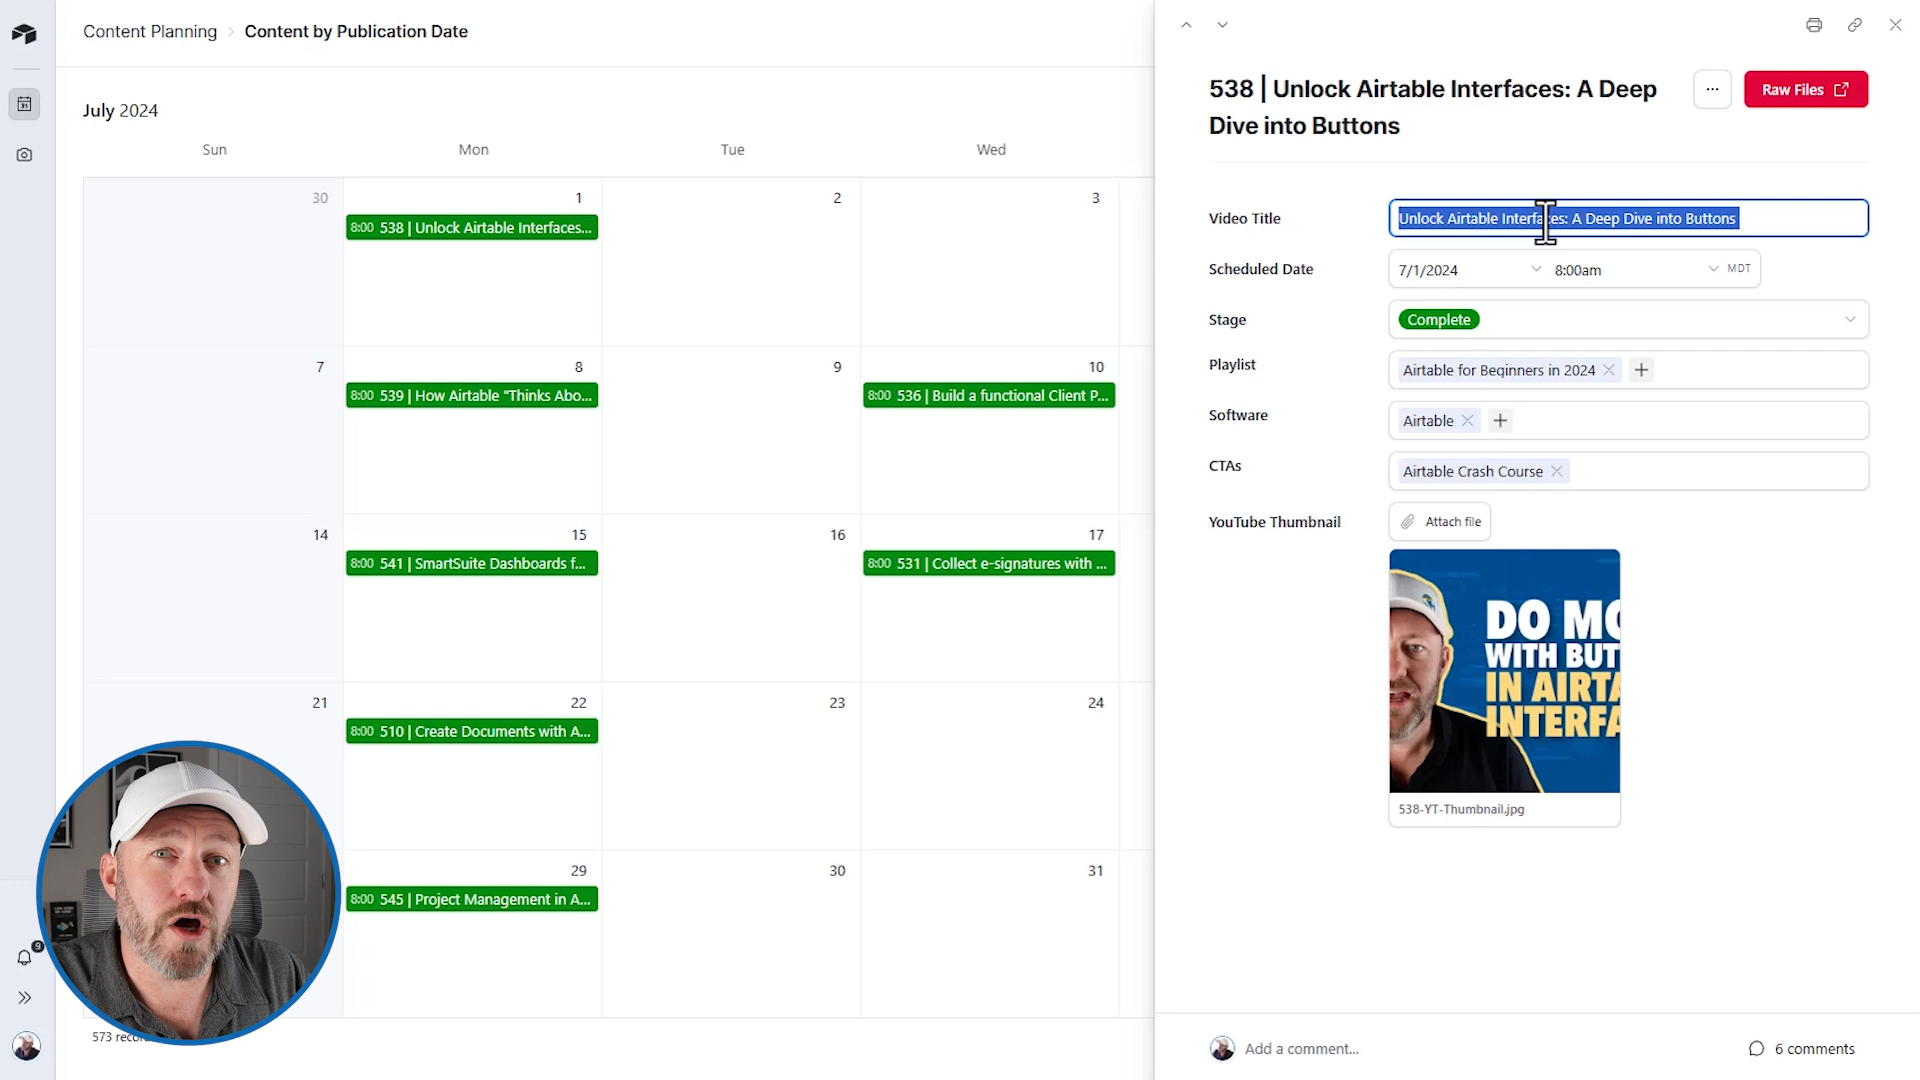 Content Planning > Content by Publication Date
July 2024
Sun Mon Tue Wed
30 1 2 3
8:00 538 | Unlock Airtable Interfaces...
7 8 9 10
8:00 539 | How Airtable "Thinks Abo...
8:00 536 | Build a functional Client P...
14 15 16 17
8:00 541 | SmartSuite Dashboards f...
8:00 531 | Collect e-signatures with ...
21 22 23 24
8:00 510 | Create Documents with A...
29 30 31
8:00 545 | Project Management in A...
573
9
538 | Unlock Airtable Interfaces: A Deep
Dive into Buttons
... Raw Files
Video Title Unlock Airtable Interfaces: A Deep Dive into Buttons
Scheduled Date 7/1/2024 8:00am MDT
Stage Complete
Playlist Airtable for Beginners in 2024
Software Airtable
CTAs Airtable Crash Course
YouTube Thumbnail Attach file
DO MO
WITH BUT
IN AIRTA
INTERFA
538-YT-Thumbnail.jpg
Add a comment... 6 comments